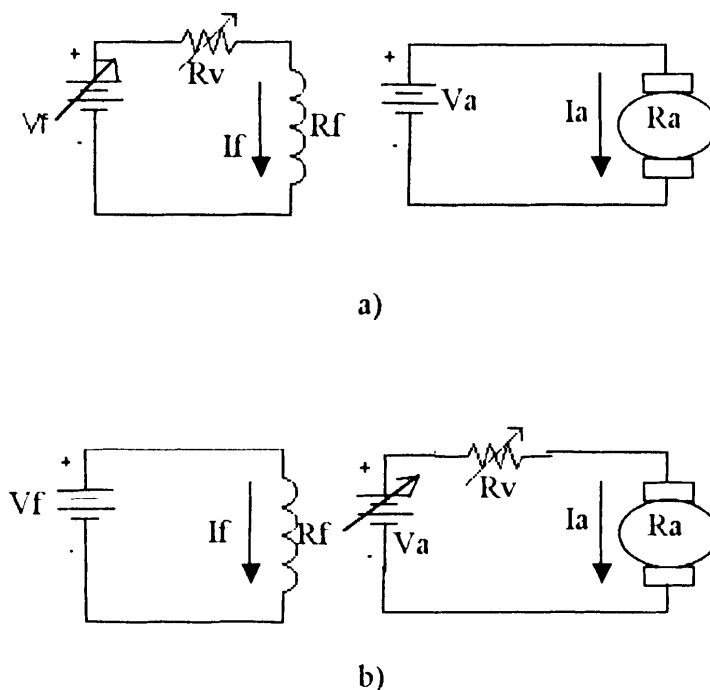 +
Rv
Vf
-
If
Rf
+
Va
-
Ia
Ra
a)
+
Vf
-
If
Rf
+
Rv
Va
-
Ia
Ra
b)